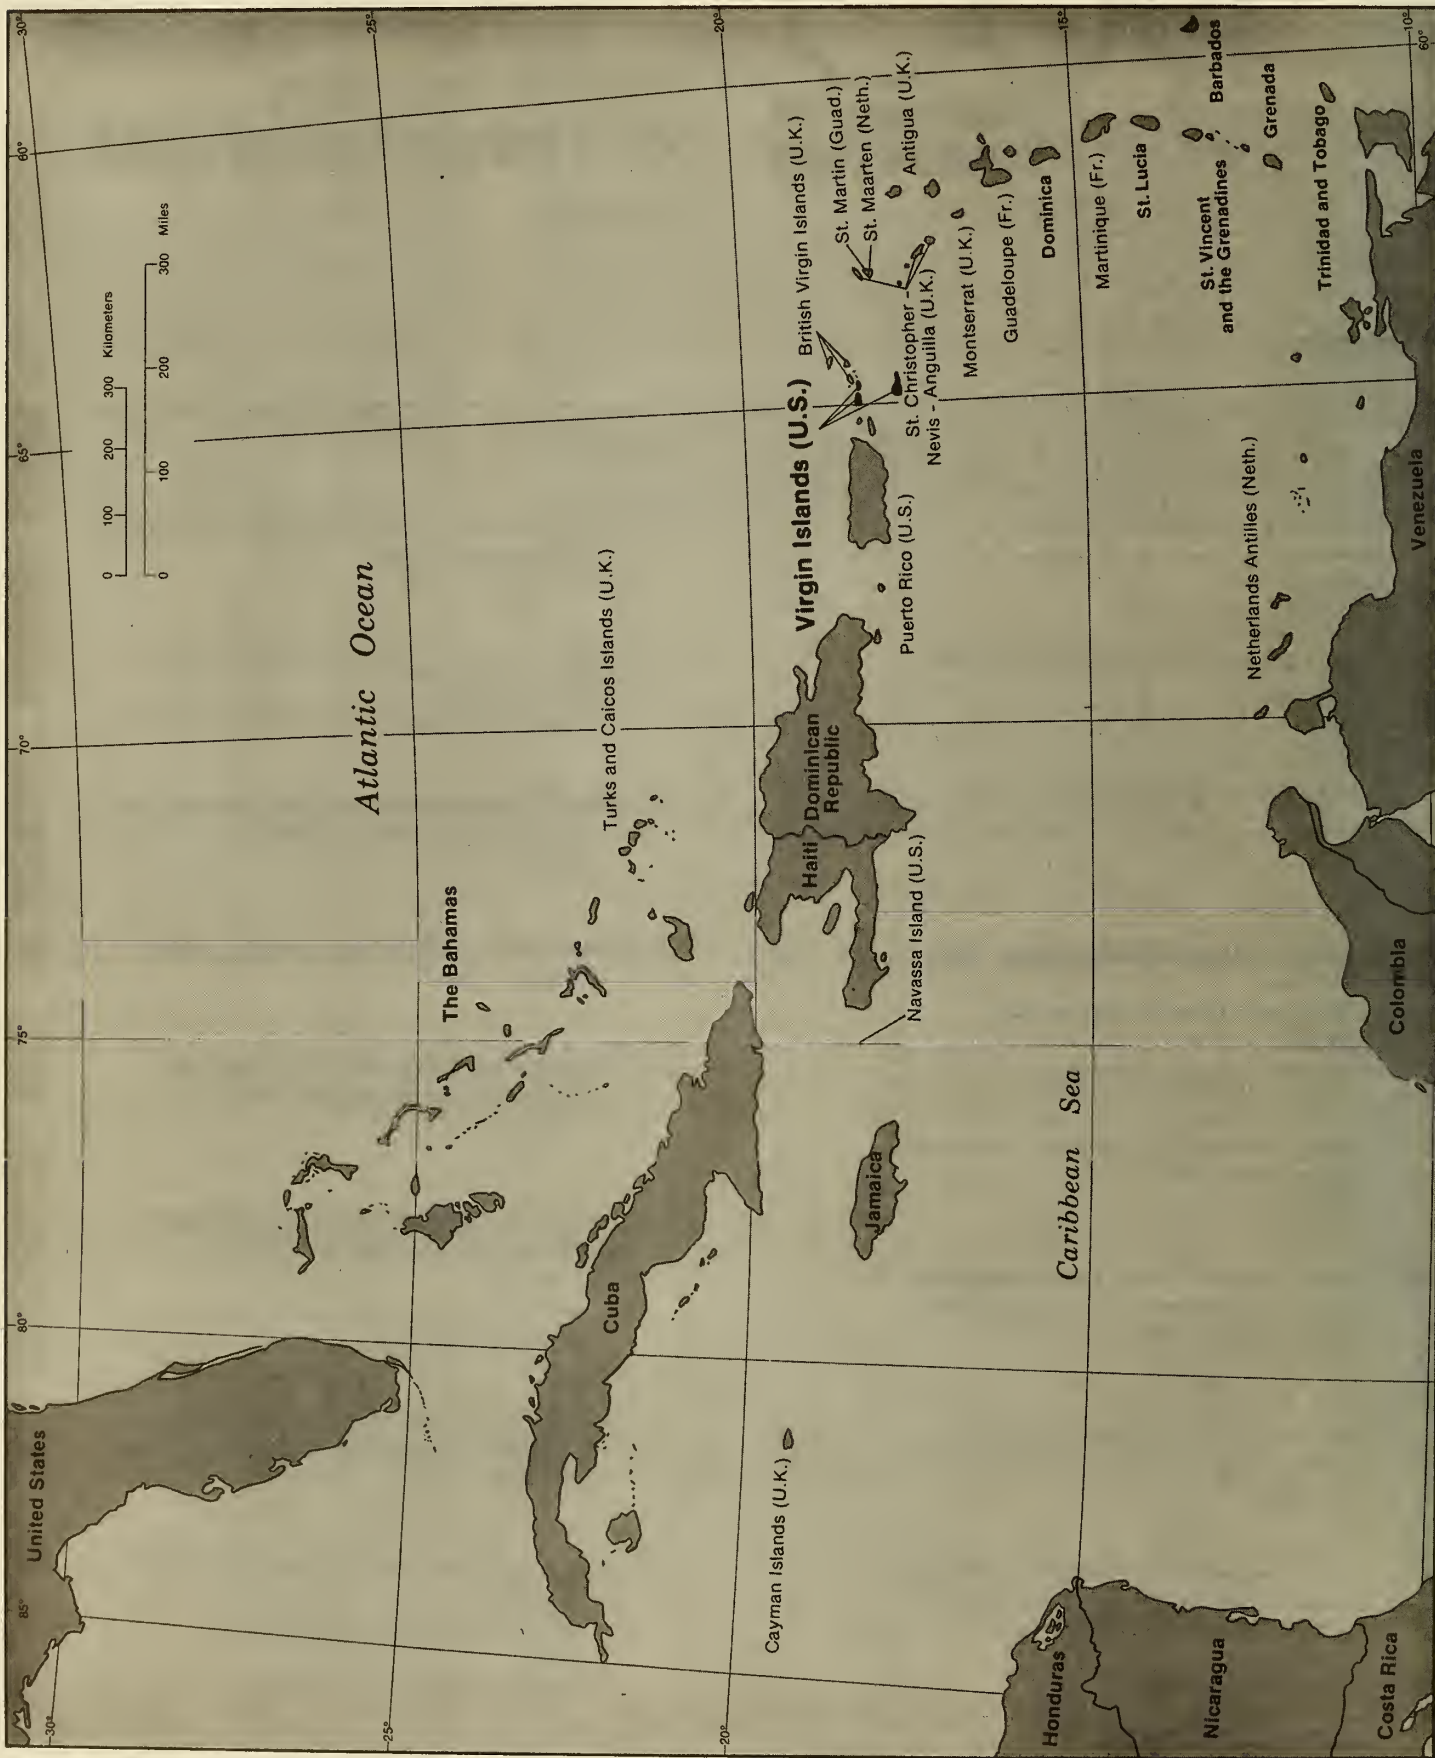 85°
80°
75°
70°
65°
60°
30°
30°
25°
25°
20°
20°
15°
10°
60°
0 100 200 300 Kilometers
0 100 200 300 Miles
United States
Atlantic Ocean
The Bahamas
Turks and Caicos Islands (U.K.)
Cuba
Cayman Islands (U.K.)
Jamaica
Navassa Island (U.S.)
Haiti
Dominican
Republic
Puerto Rico (U.S.)
Virgin Islands (U.S.)
British Virgin Islands (U.K.)
St. Martin (Guad.)
St. Maarten (Neth.)
Antigua (U.K.)
St. Christopher -
Nevis - Anguilla (U.K.)
Montserrat (U.K.)
Guadeloupe (Fr.)
Dominica
Martinique (Fr.)
St. Lucia
St. Vincent
and the Grenadines
Barbados
Grenada
Trinidad and Tobago
Netherlands Antilles (Neth.)
Caribbean Sea
Honduras
Nicaragua
Costa Rica
Colombia
Venezuela